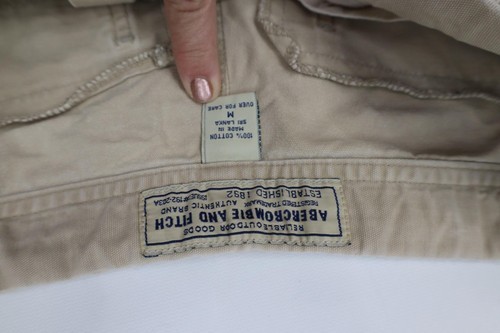 RELIABLE OUTDOOR GOODS
ABERCROMBIE AND FITCH
REGISTERED TRADEMARK AUTHENTIC BRAND
ESTABLISHED 1892
100% COTTON
MADE IN
SRI LANKA
M
OVER FOR CARE